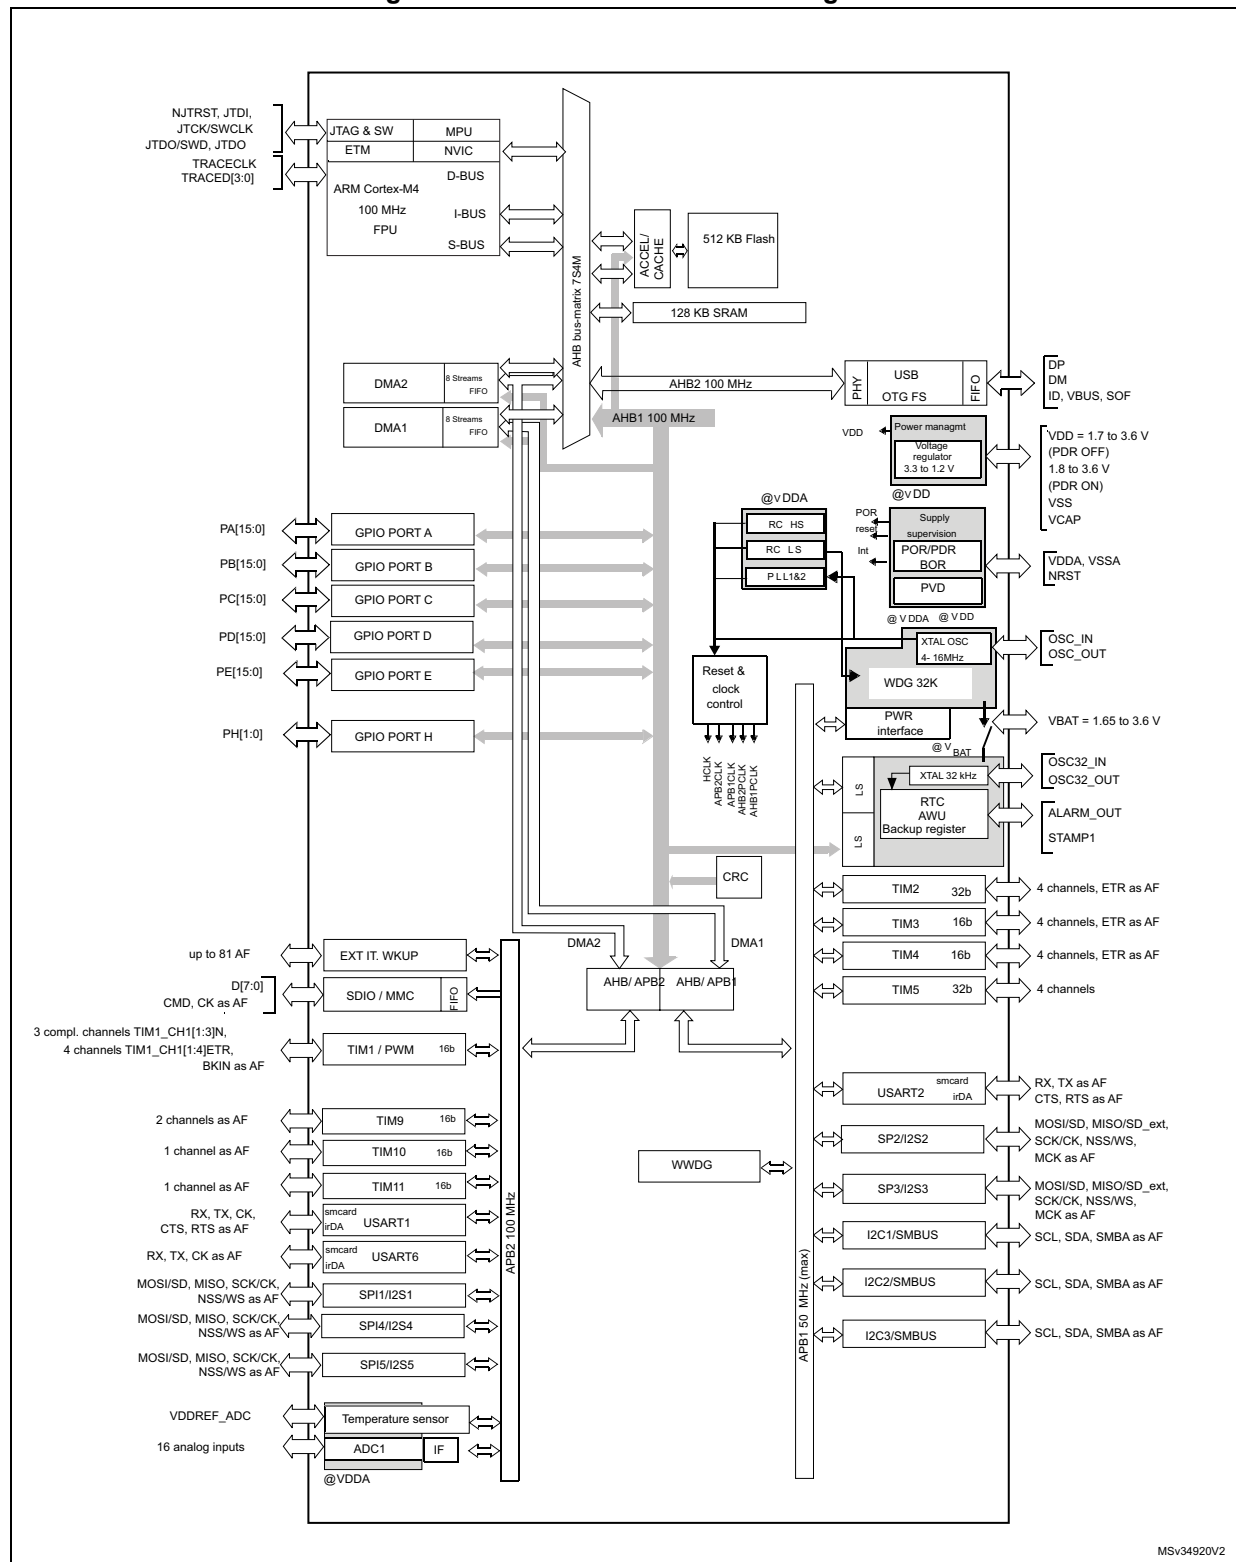 NJTRST, JTDI,
JTCK/SWCLK
JTDO/SWD, JTDO
TRACECLK
TRACED[3:0]
JTAG & SW
MPU
ETM
NVIC
D-BUS
ARM Cortex-M4
100 MHz
FPU
I-BUS
S-BUS
AHB bus-matrix 7S4M
ACCEL/
CACHE
512 KB Flash
128 KB SRAM
DMA2
8 Streams
FIFO
DMA1
8 Streams
FIFO
AHB2 100 MHz
AHB1 100 MHz
PHY
USB
OTG FS
FIFO
DP
DM
ID, VBUS, SOF
VDD
Power managmt
Voltage
regulator
3.3 to 1.2 V
@VDD
VDD = 1.7 to 3.6 V
(PDR OFF)
1.8 to 3.6 V
(PDR ON)
VSS
VCAP
@VDDA
RC HS
RC LS
PLL1&2
POR
reset
Int
Supply
supervision
POR/PDR
BOR
PVD
VDDA, VSSA
NRST
@VDDA @VDD
XTAL OSC
4- 16MHz
OSC_IN
OSC_OUT
WDG 32K
PWR
interface
VBAT = 1.65 to 3.6 V
@VBAT
Reset &
clock
control
HCLK
APB2CLK
APB1CLK
AHB2PCLK
AHB1PCLK
LS
LS
XTAL 32 kHz
RTC
AWU
Backup register
OSC32_IN
OSC32_OUT
ALARM_OUT
STAMP1
PA[15:0]
GPIO PORT A
PB[15:0]
GPIO PORT B
PC[15:0]
GPIO PORT C
PD[15:0]
GPIO PORT D
PE[15:0]
GPIO PORT E
PH[1:0]
GPIO PORT H
CRC
DMA2
DMA1
AHB/ APB2
AHB/ APB1
up to 81 AF
EXT IT. WKUP
D[7:0]
CMD, CK as AF
SDIO / MMC
FIFO
3 compl. channels TIM1_CH1[1:3]N,
4 channels TIM1_CH1[1:4]ETR,
BKIN as AF
TIM1 / PWM
16b
2 channels as AF
TIM9
16b
1 channel as AF
TIM10
16b
1 channel as AF
TIM11
16b
RX, TX, CK,
CTS, RTS as AF
smcard
irDA
USART1
RX, TX, CK as AF
smcard
irDA
USART6
MOSI/SD, MISO, SCK/CK,
NSS/WS as AF
SPI1/I2S1
MOSI/SD, MISO, SCK/CK,
NSS/WS as AF
SPI4/I2S4
MOSI/SD, MISO, SCK/CK,
NSS/WS as AF
SPI5/I2S5
VDDREF_ADC
Temperature sensor
16 analog inputs
ADC1
IF
@VDDA
APB2 100 MHz
WWDG
APB1 50 MHz (max)
TIM2
32b
4 channels, ETR as AF
TIM3
16b
4 channels, ETR as AF
TIM4
16b
4 channels, ETR as AF
TIM5
32b
4 channels
USART2
smcard
irDA
RX, TX as AF
CTS, RTS as AF
SP2/I2S2
MOSI/SD, MISO/SD_ext,
SCK/CK, NSS/WS,
MCK as AF
SP3/I2S3
MOSI/SD, MISO/SD_ext,
SCK/CK, NSS/WS,
MCK as AF
I2C1/SMBUS
SCL, SDA, SMBA as AF
I2C2/SMBUS
SCL, SDA, SMBA as AF
I2C3/SMBUS
SCL, SDA, SMBA as AF
MSv34920V2